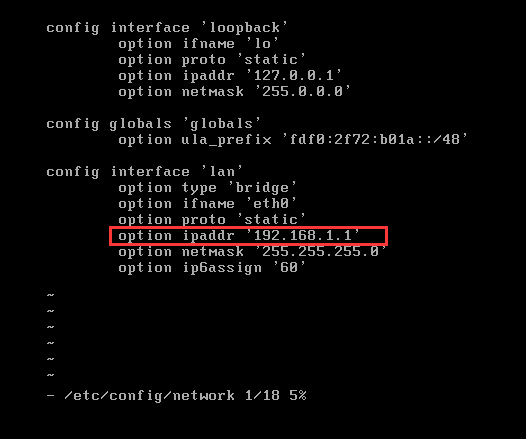 config interface 'loopback'
option ifname 'lo'
option proto 'static'
option ipaddr '127.0.0.1'
option netmask '255.0.0.0'
config globals 'globals'
option ula_prefix 'fdf0:2f72:b01a::/48'
config interface 'lan'
option type 'bridge'
option ifname 'eth0'
option proto 'static'
option ipaddr '192.168.1.1'
option netmask '255.255.255.0'
option ip6assign '60'
~
~
~
~
~
~
- /etc/config/network 1/18 5%